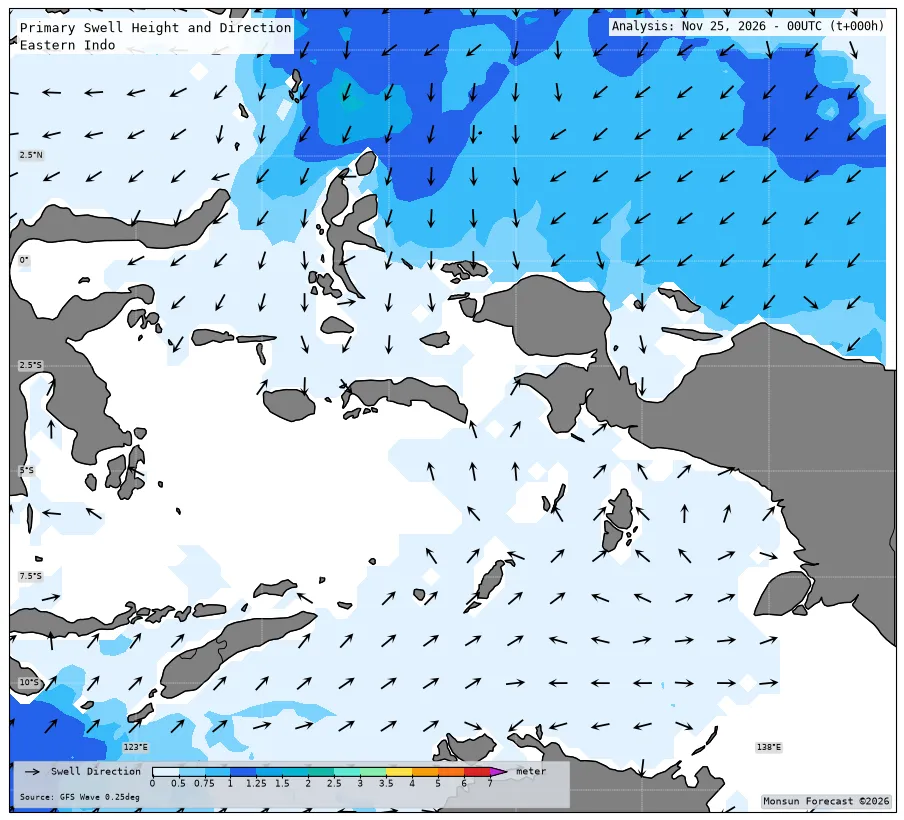 Primary Swell Height and Direction
Eastern Indo
Analysis: Nov 25, 2026 - 00UTC (t+000h)
2.5°N
0°
2.5°S
5°S
7.5°S
10°S
123°E
138°E
Swell Direction
0 0.5 0.75 1 1.25 1.5 2 2.5 3 3.5 4 5 6 7
meter
Source: GFS Wave 0.25deg
Monsun Forecast ©2026